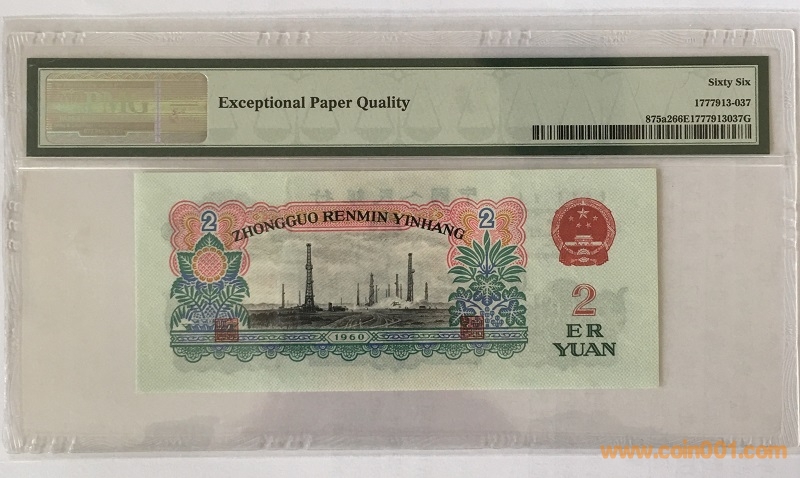 Exceptional Paper Quality
Sixty Six
1777913-037
875a266E1777913037G
2
2
ZHONGGUO RENMIN YINHANG
1960
2
ER
YUAN
www.coin001.com